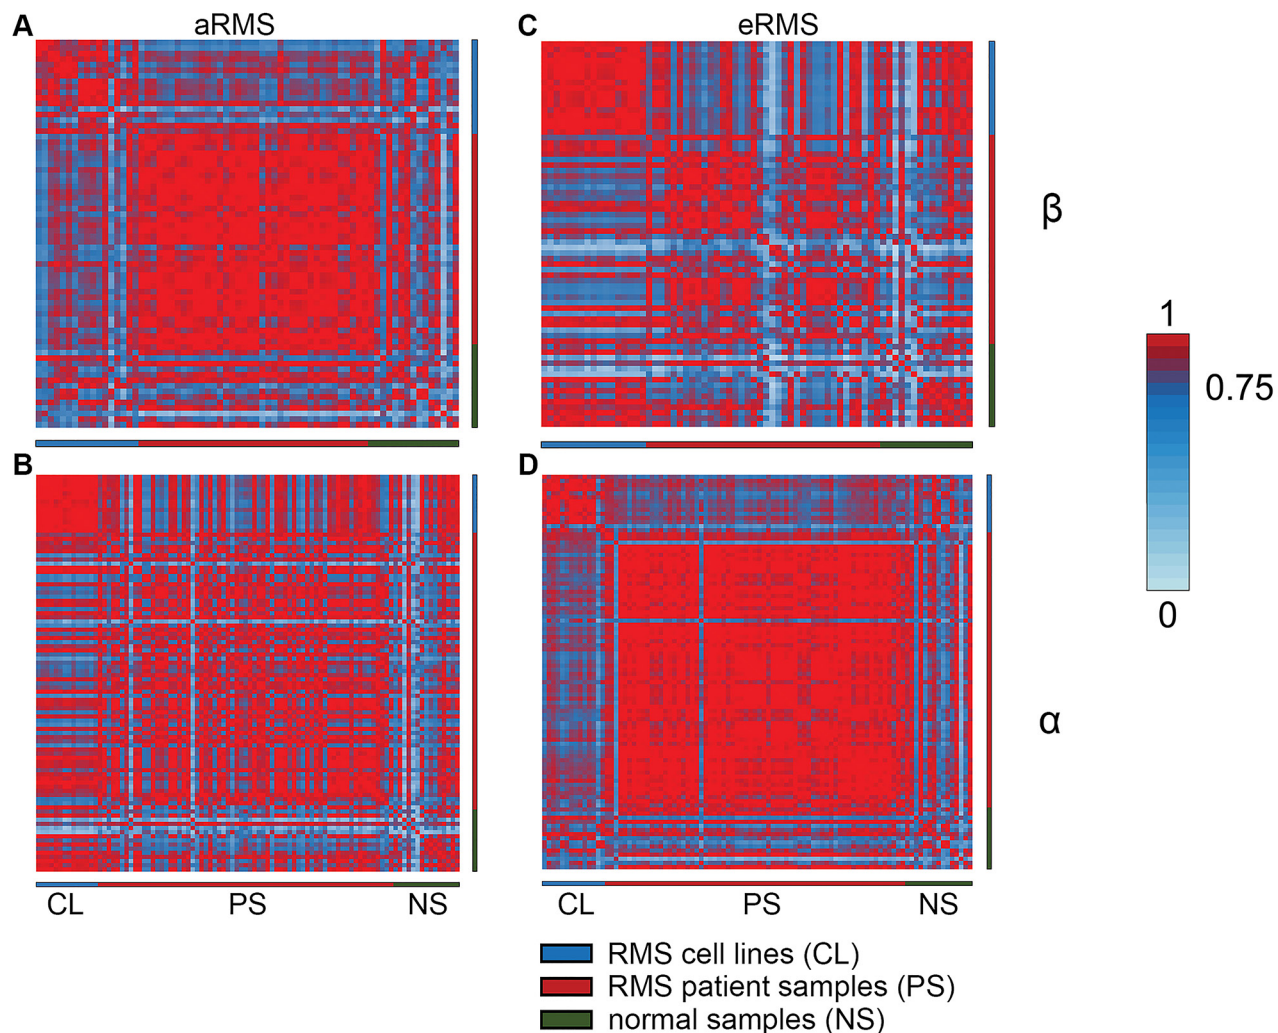 A aRMS
C eRMS
β
1
0.75
0
B
D
α
CL PS NS
CL PS NS
RMS cell lines (CL)
RMS patient samples (PS)
normal samples (NS)